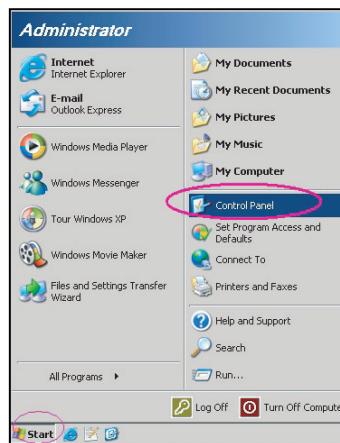 Administrator
Internet
Internet Explorer
E-mail
Outlook Express
Windows Media Player
Windows Messenger
Tour Windows XP
Windows Movie Maker
Files and Settings Transfer
Wizard
All Programs
My Documents
My Recent Documents
My Pictures
My Music
My Computer
Control Panel
Set Program Access and
Defaults
Connect To
Printers and Faxes
Help and Support
Search
Run...
Log Off
Turn Off Compute
Start